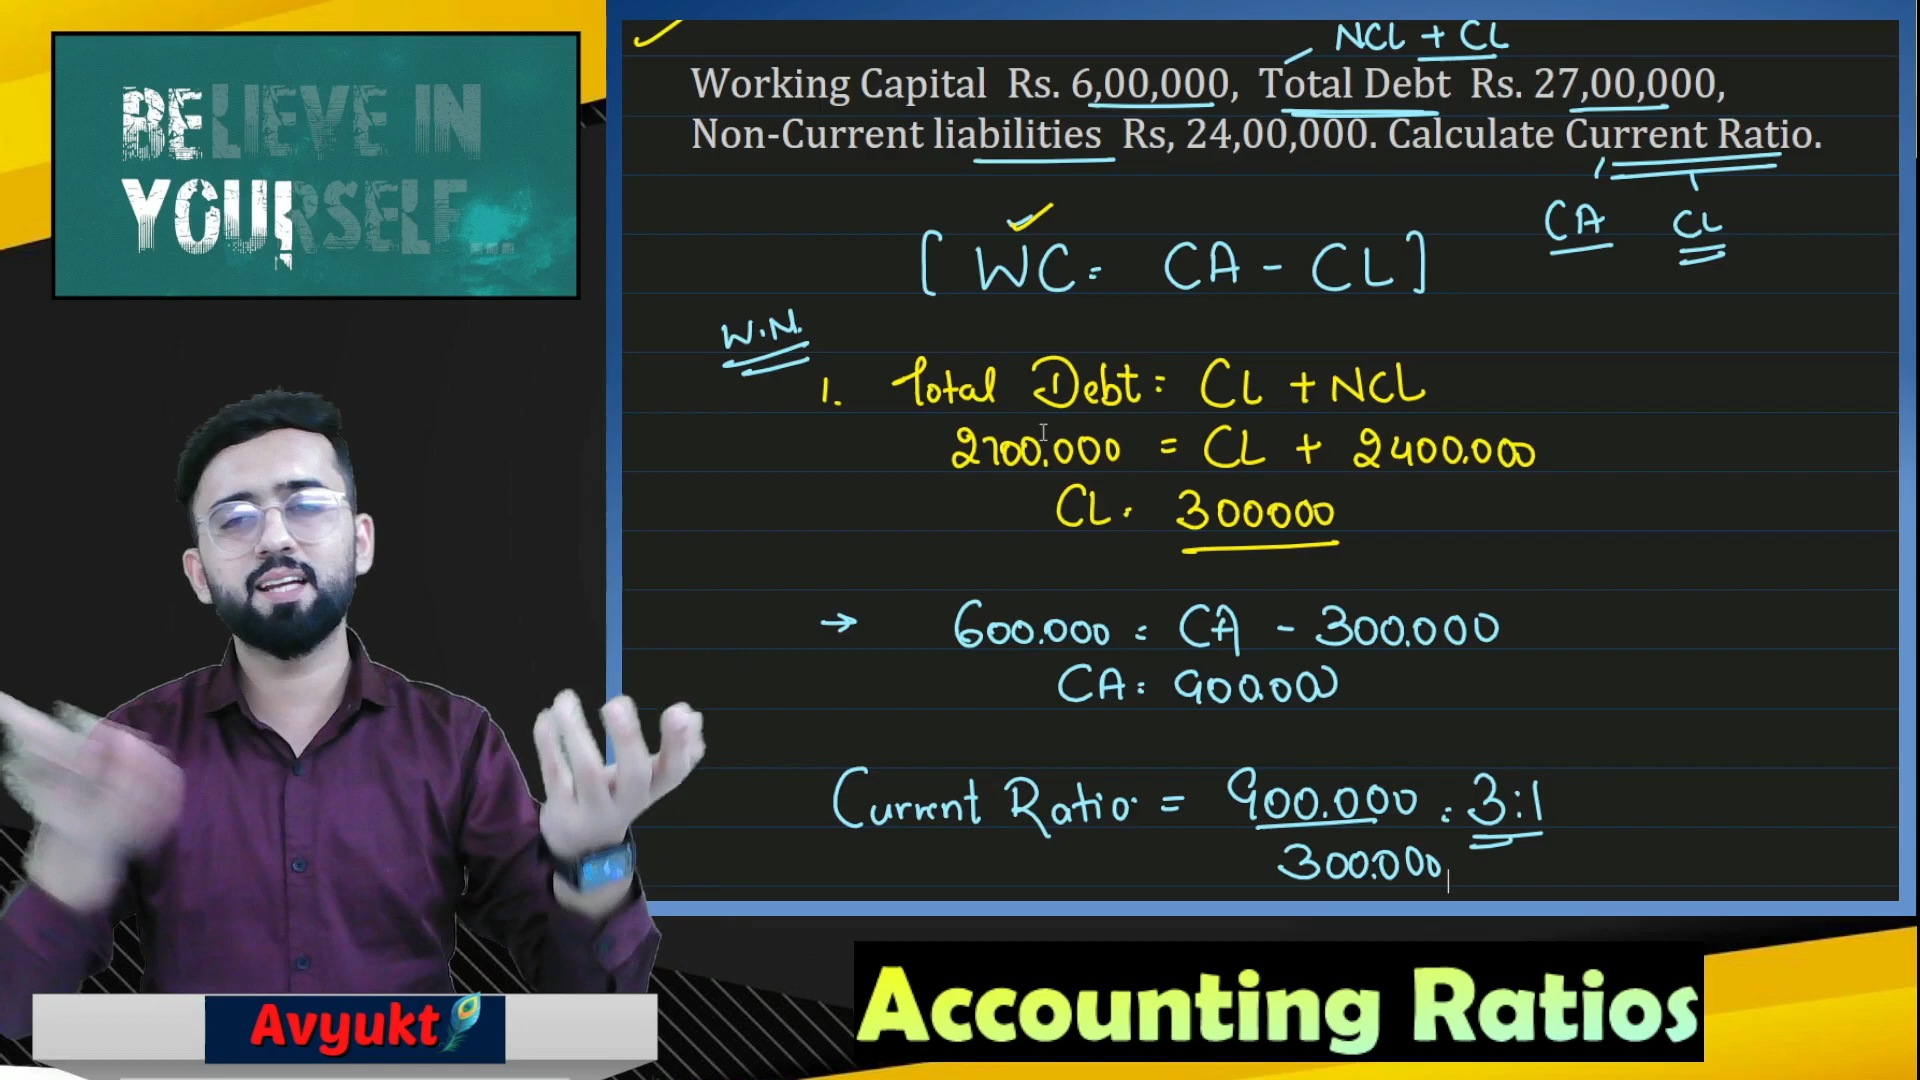 BELIEVE IN
YOURSELF...
NCL + CL
Working Capital Rs. 6,00,000, Total Debt Rs. 27,00,000,
Non-Current liabilities Rs, 24,00,000. Calculate Current Ratio.
CA CL
[ WC = CA - CL ]
W.N.
1. Total Debt = CL + NCL
2700.000 = CL + 2400.000
CL = 300000
→ 600.000 = CA - 300.000
CA = 900.000
Current Ratio = 900.000 = 3:1
300.000
Avyukt
Accounting Ratios